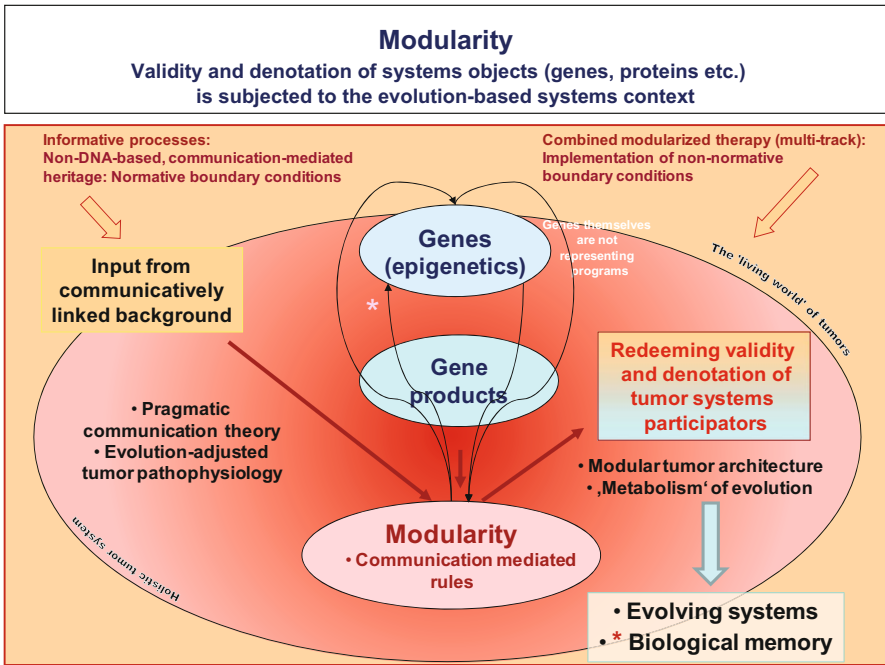 Modularity
Validity and denotation of systems objects (genes, proteins etc.)
is subjected to the evolution-based systems context
Informative processes:
Non-DNA-based, communication-mediated
heritage: Normative boundary conditions
Combined modularized therapy (multi-track):
Implementation of non-normative
boundary conditions
Genes
(epigenetics)
Genes themselves
are not
representing
programs
The 'living world' of tumors
Input from
communicatively
linked background
*
Gene
products
Redeeming validity
and denotation of
tumor systems
participators
• Pragmatic
communication theory
• Evolution-adjusted
tumor pathophysiology
• Modular tumor architecture
• ‚Metabolism‘ of evolution
Modularity
• Communication mediated
rules
Holistic tumor system
• Evolving systems
• * Biological memory